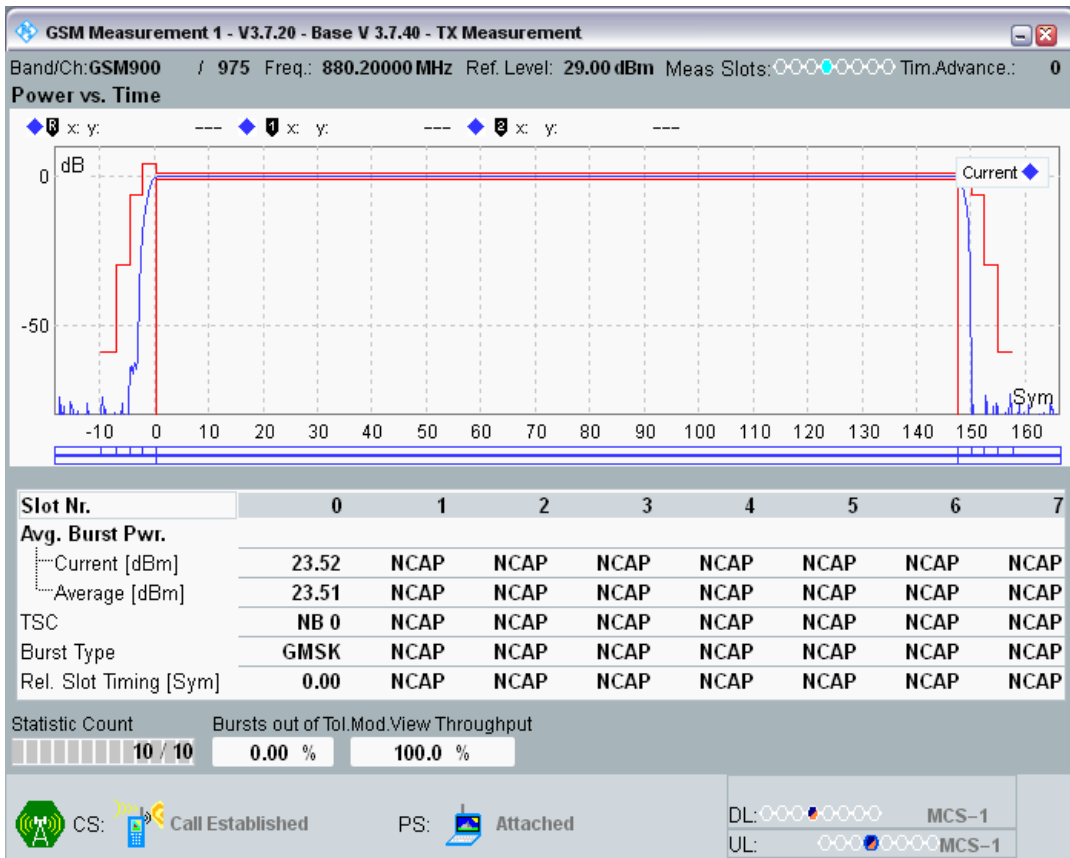 GSM Measurement 1 - V3.7.20 - Base V 3.7.40 - TX Measurement
Band/Ch:GSM900 / 975 Freq.: 880.20000 MHz Ref. Level: 29.00 dBm Meas Slots: Tim.Advance.: 0
Power vs. Time
R x: y: --- 1 x: y: --- 2 x: y: ---
dB
Current
0
-50
Sym
-10 0 10 20 30 40 50 60 70 80 90 100 110 120 130 140 150 160
Slot Nr. 0 1 2 3 4 5 6 7
Avg. Burst Pwr.
Current [dBm] 23.52 NCAP NCAP NCAP NCAP NCAP NCAP NCAP
Average [dBm] 23.51 NCAP NCAP NCAP NCAP NCAP NCAP NCAP
TSC NB 0 NCAP NCAP NCAP NCAP NCAP NCAP NCAP
Burst Type GMSK NCAP NCAP NCAP NCAP NCAP NCAP NCAP
Rel. Slot Timing [Sym] 0.00 NCAP NCAP NCAP NCAP NCAP NCAP NCAP
Statistic Count Bursts out of Tol.Mod.View Throughput
10 / 10 0.00 % 100.0 %
CS: Call Established PS: Attached
DL: MCS-1
UL: MCS-1